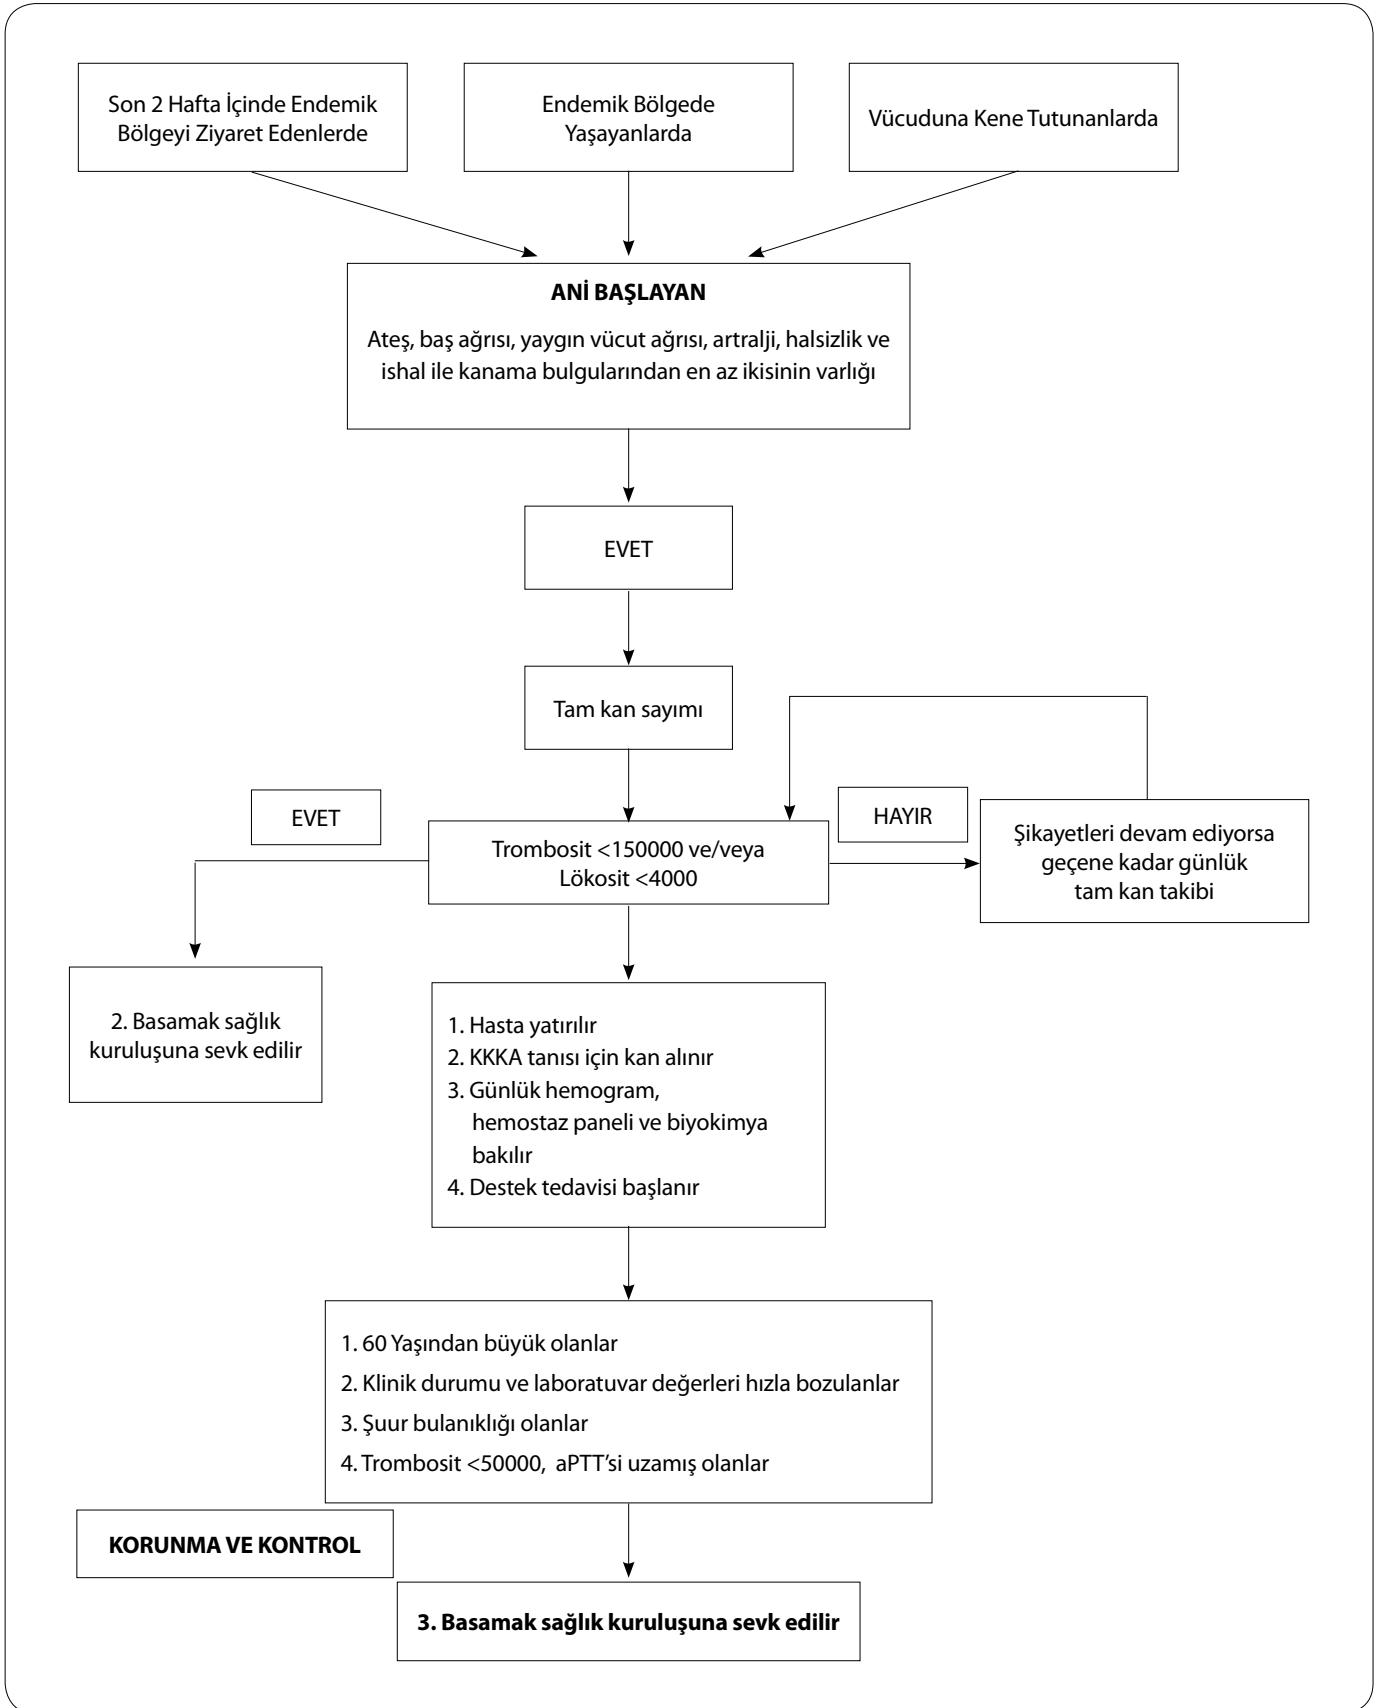 Son 2 Hafta İçinde Endemik
Bölgeyi Ziyaret Edenlerde
Endemik Bölgede
Yaşayanlarda
Vücuduna Kene Tutunanlarda
ANİ BAŞLAYAN
Ateş, baş ağrısı, yaygın vücut ağrısı, artralji, halsizlik ve
ishal ile kanama bulgularından en az ikisinin varlığı
EVET
Tam kan sayımı
EVET
Trombosit <150000 ve/veya
Lökosit <4000
HAYIR
Şikayetleri devam ediyorsa
geçene kadar günlük
tam kan takibi
2. Basamak sağlık
kuruluşuna sevk edilir
1. Hasta yatırılır
2. KKKA tanısı için kan alınır
3. Günlük hemogram,
hemostaz paneli ve biyokimya
bakılır
4. Destek tedavisi başlanır
1. 60 Yaşından büyük olanlar
2. Klinik durumu ve laboratuvar değerleri hızla bozulanlar
3. Şuur bulanıklığı olanlar
4. Trombosit <50000, aPTT'si uzamış olanlar
KORUNMA VE KONTROL
3. Basamak sağlık kuruluşuna sevk edilir